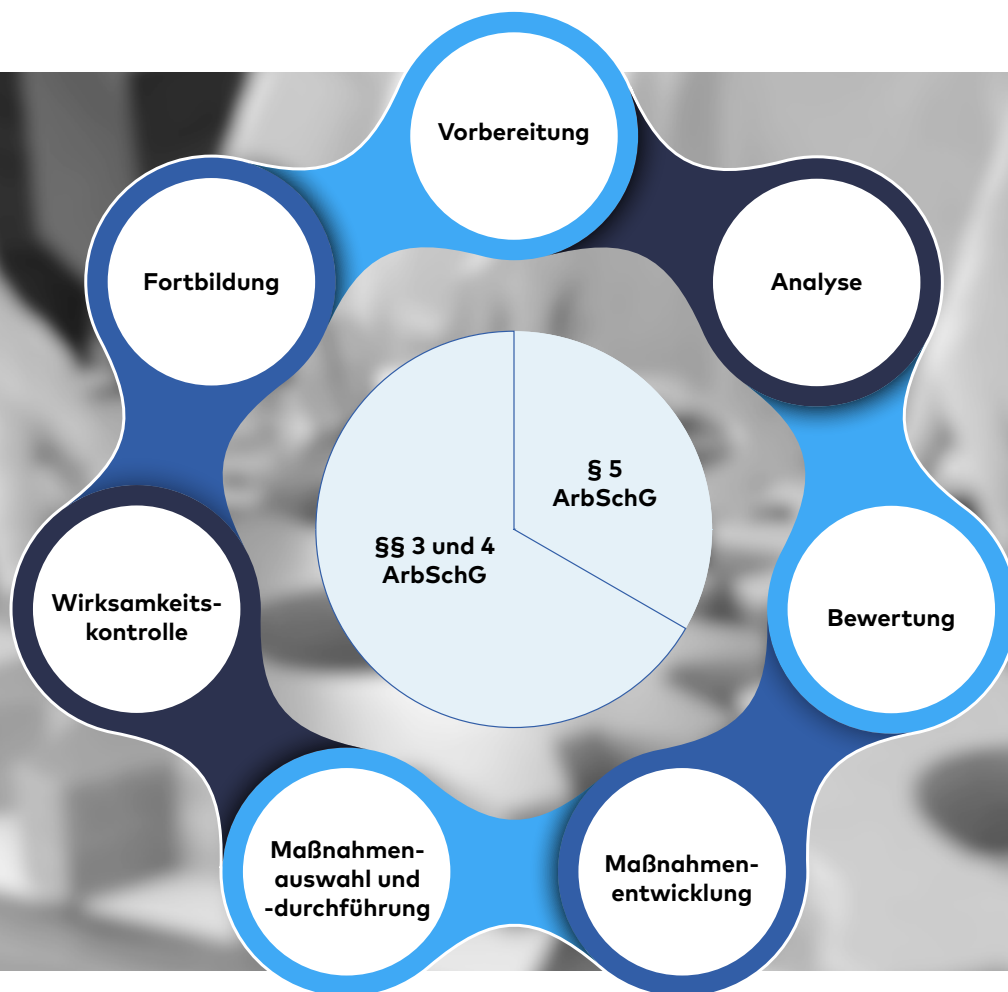 Vorbereitung
Analyse
Bewertung
Maßnahmen-
entwicklung
Maßnahmen-
auswahl und
-durchführung
Wirksamkeits-
kontrolle
Fortbildung
§ 5
ArbSchG
§§ 3 und 4
ArbSchG